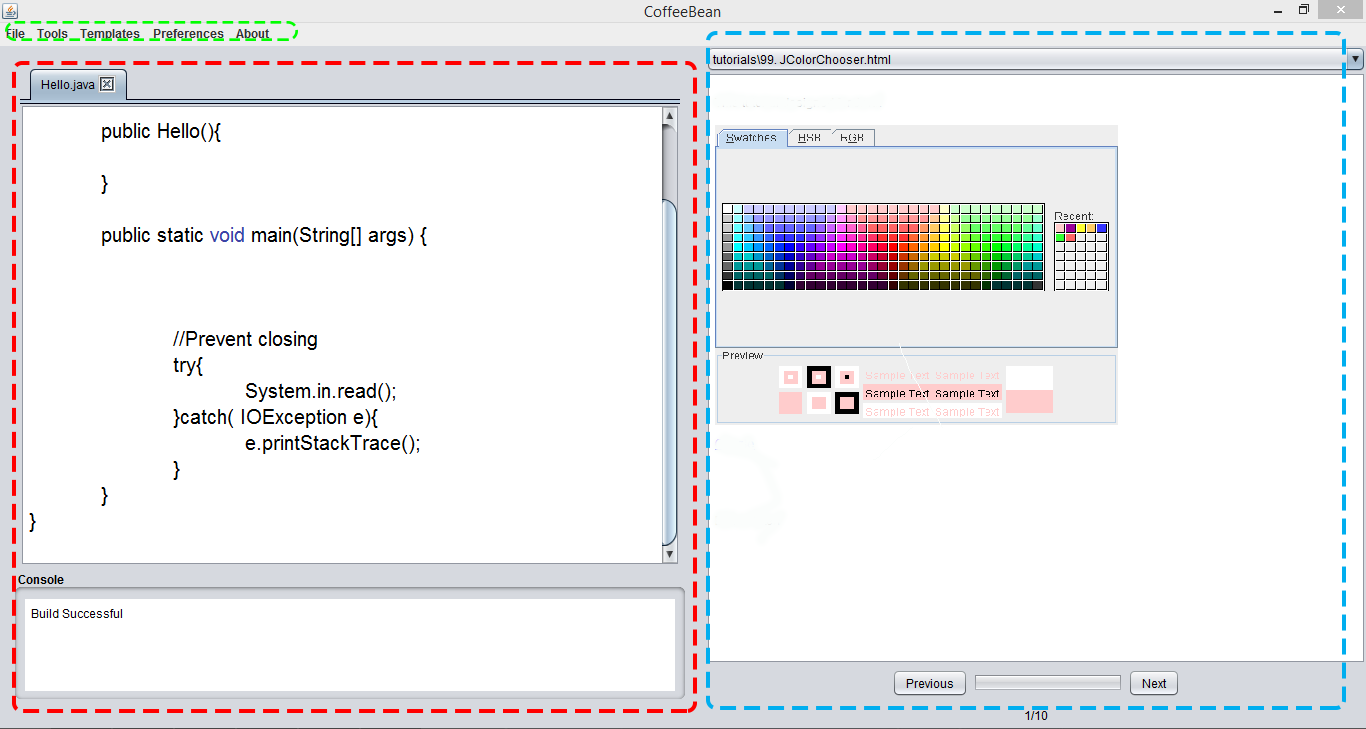 CoffeeBean
File Tools Templates Preferences About
Hello.java
public Hello(){
}
public static void main(String[] args) {
//Prevent closing
try{
System.in.read();
}catch( IOException e){
e.printStackTrace();
}
}
}
Console
Build Successful
tutorials\99. JColorChooser.html
Swatches HSB RGB
Recent:
Preview
Sample Text Sample Text
Sample Text Sample Text
Sample Text Sample Text
Previous Next
1/10